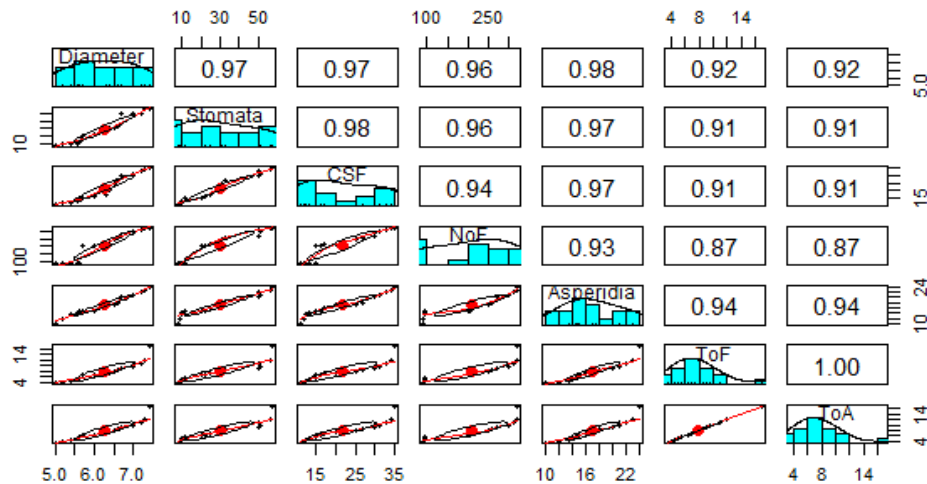 10 30 50 100 250 4 8 14
Diameter 0.97 0.97 0.96 0.98 0.92 0.92 5.0
10 Stomata 0.98 0.96 0.97 0.91 0.91
CSF 0.94 0.97 0.91 0.91 15
100 NoF 0.93 0.87 0.87
Asperidia 0.94 0.94 10 24
4 14 ToF 1.00
ToA 4 14
5.0 6.0 7.0 15 25 35 10 16 22 4 8 14